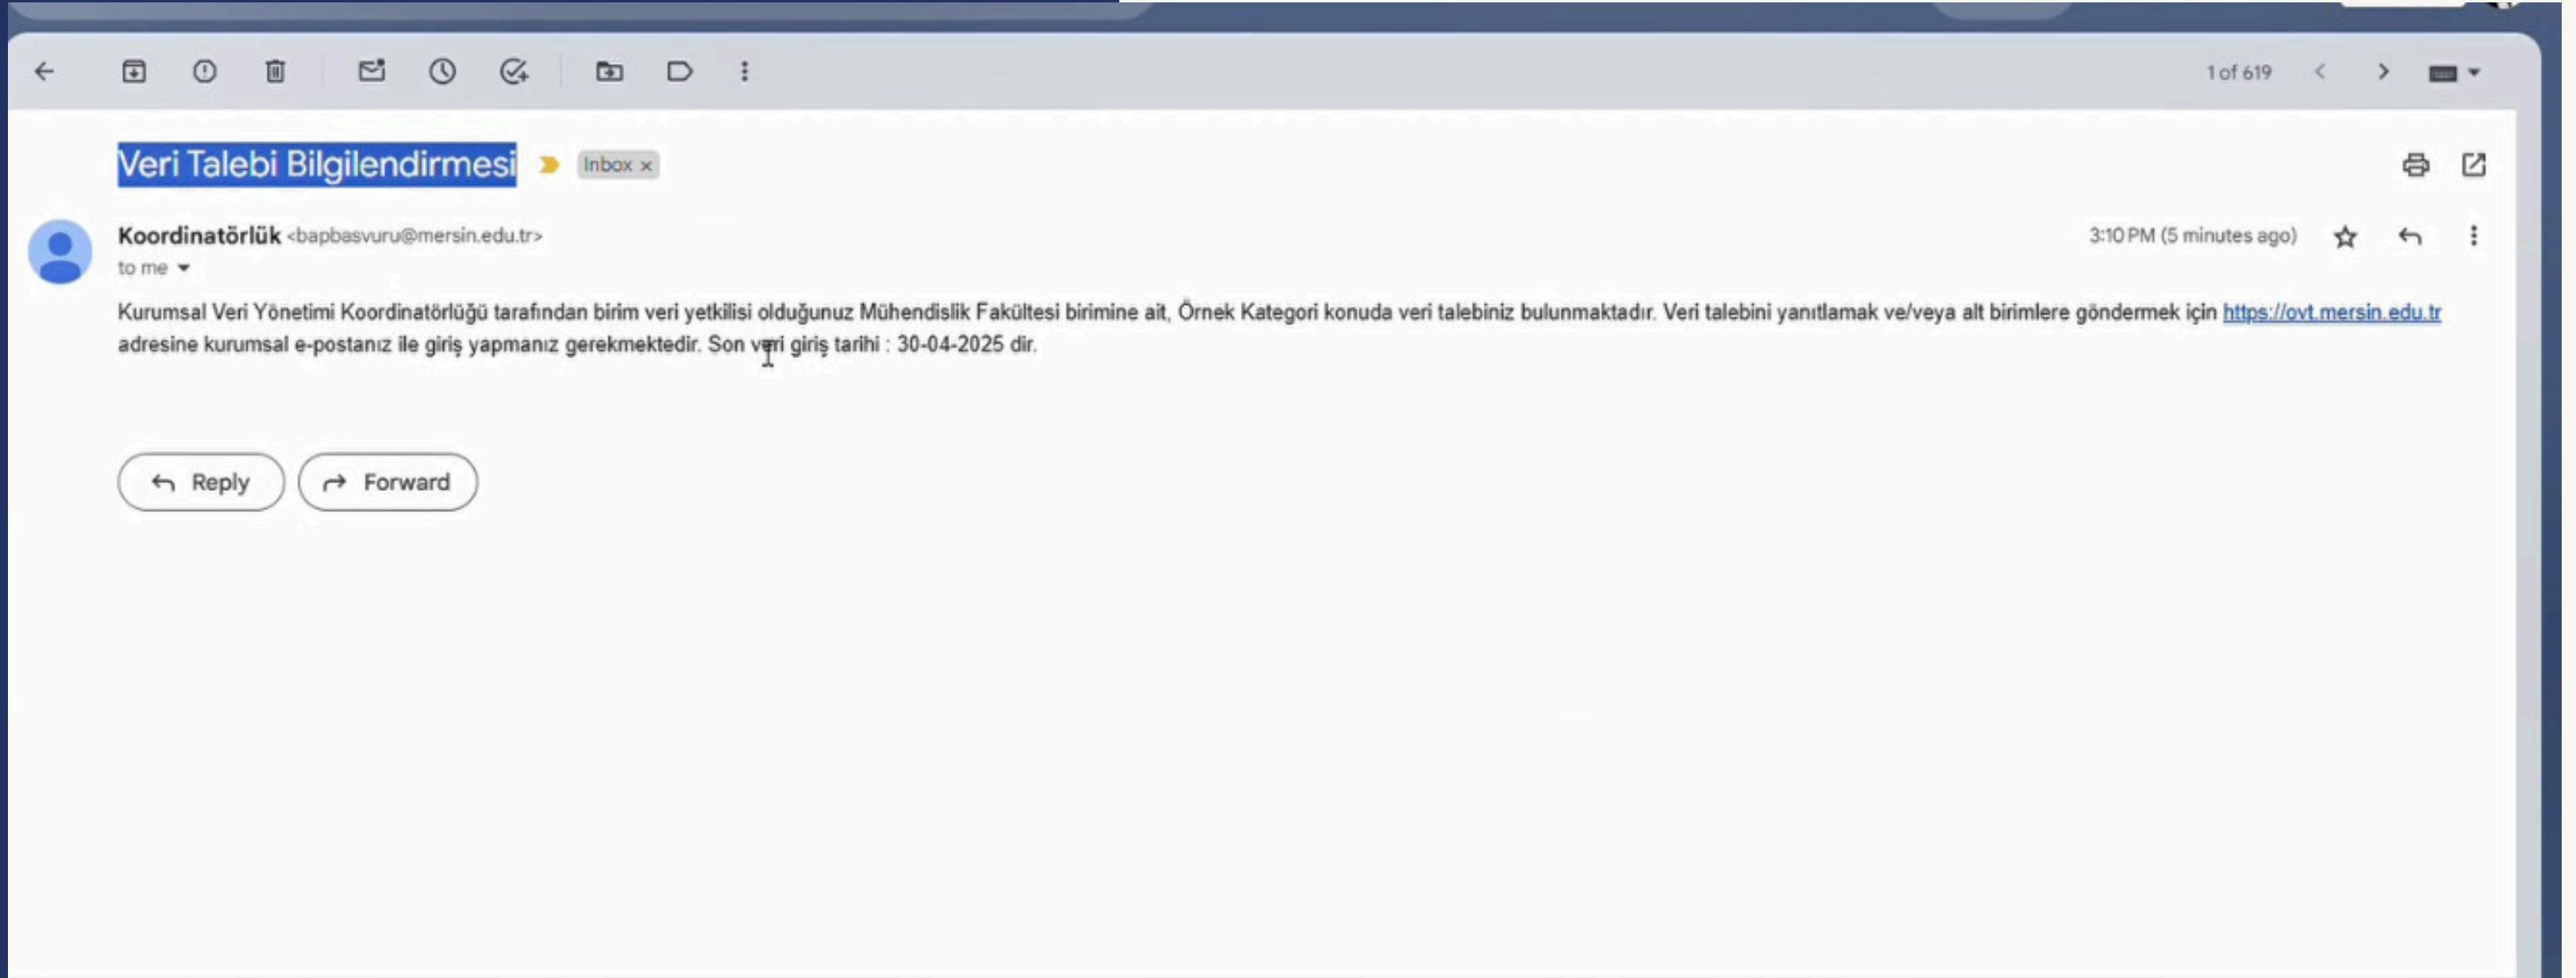 1 of 619
Veri Talebi Bilgilendirmesi Inbox x
Koordinatörlük <bapbasvuru@mersin.edu.tr> 3:10 PM (5 minutes ago)
to me
Kurumsal Veri Yönetimi Koordinatörlüğü tarafından birim veri yetkilisi olduğunuz Mühendislik Fakültesi birimine ait, Örnek Kategori konuda veri talebiniz bulunmaktadır. Veri talebini yanıtlamak ve/veya alt birimlere göndermek için https://ovt.mersin.edu.tr
adresine kurumsal e-postanız ile giriş yapmanız gerekmektedir. Son veri giriş tarihi : 30-04-2025 dir.
Reply Forward